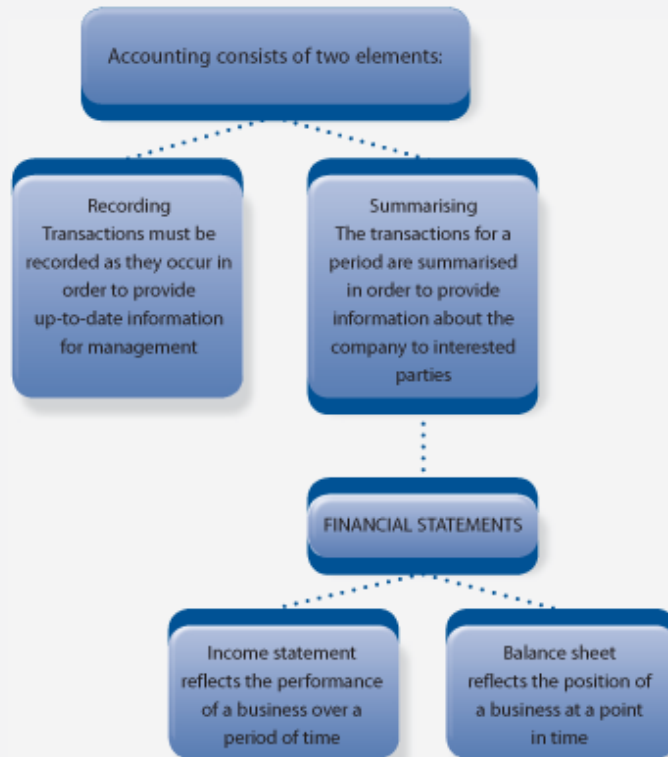 Accounting consists of two elements:
Recording
Transactions must be
recorded as they occur in
order to provide
up-to-date information
for management
Summarising
The transactions for a
period are summarised
in order to provide
information about the
company to interested
parties
FINANCIAL STATEMENTS
Income statement
reflects the performance
of a business over a
period of time
Balance sheet
reflects the position of
a business at a point
in time